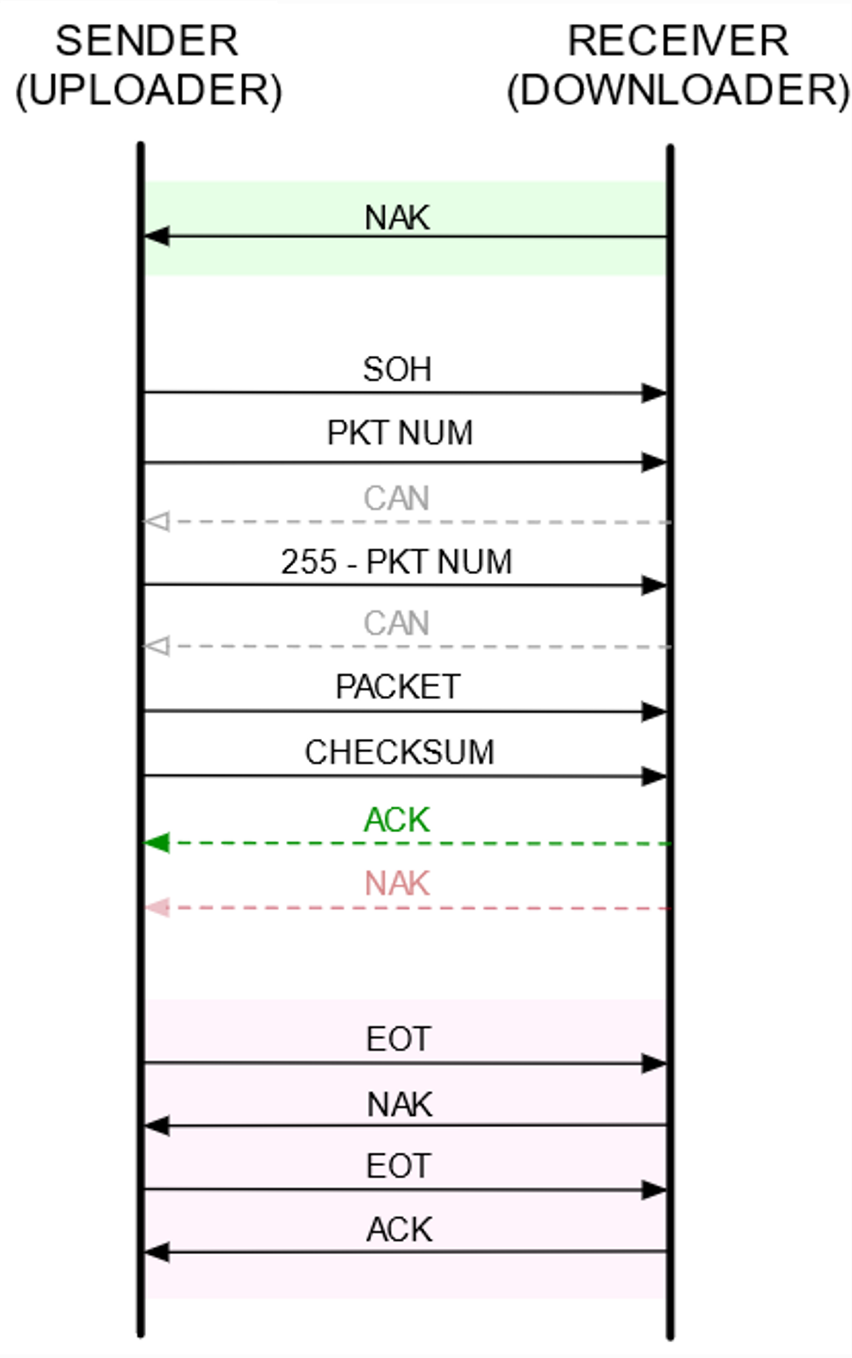 SENDER
(UPLOADER)
RECEIVER
(DOWNLOADER)
NAK
SOH
PKT NUM
CAN
255 - PKT NUM
CAN
PACKET
CHECKSUM
ACK
NAK
EOT
NAK
EOT
ACK